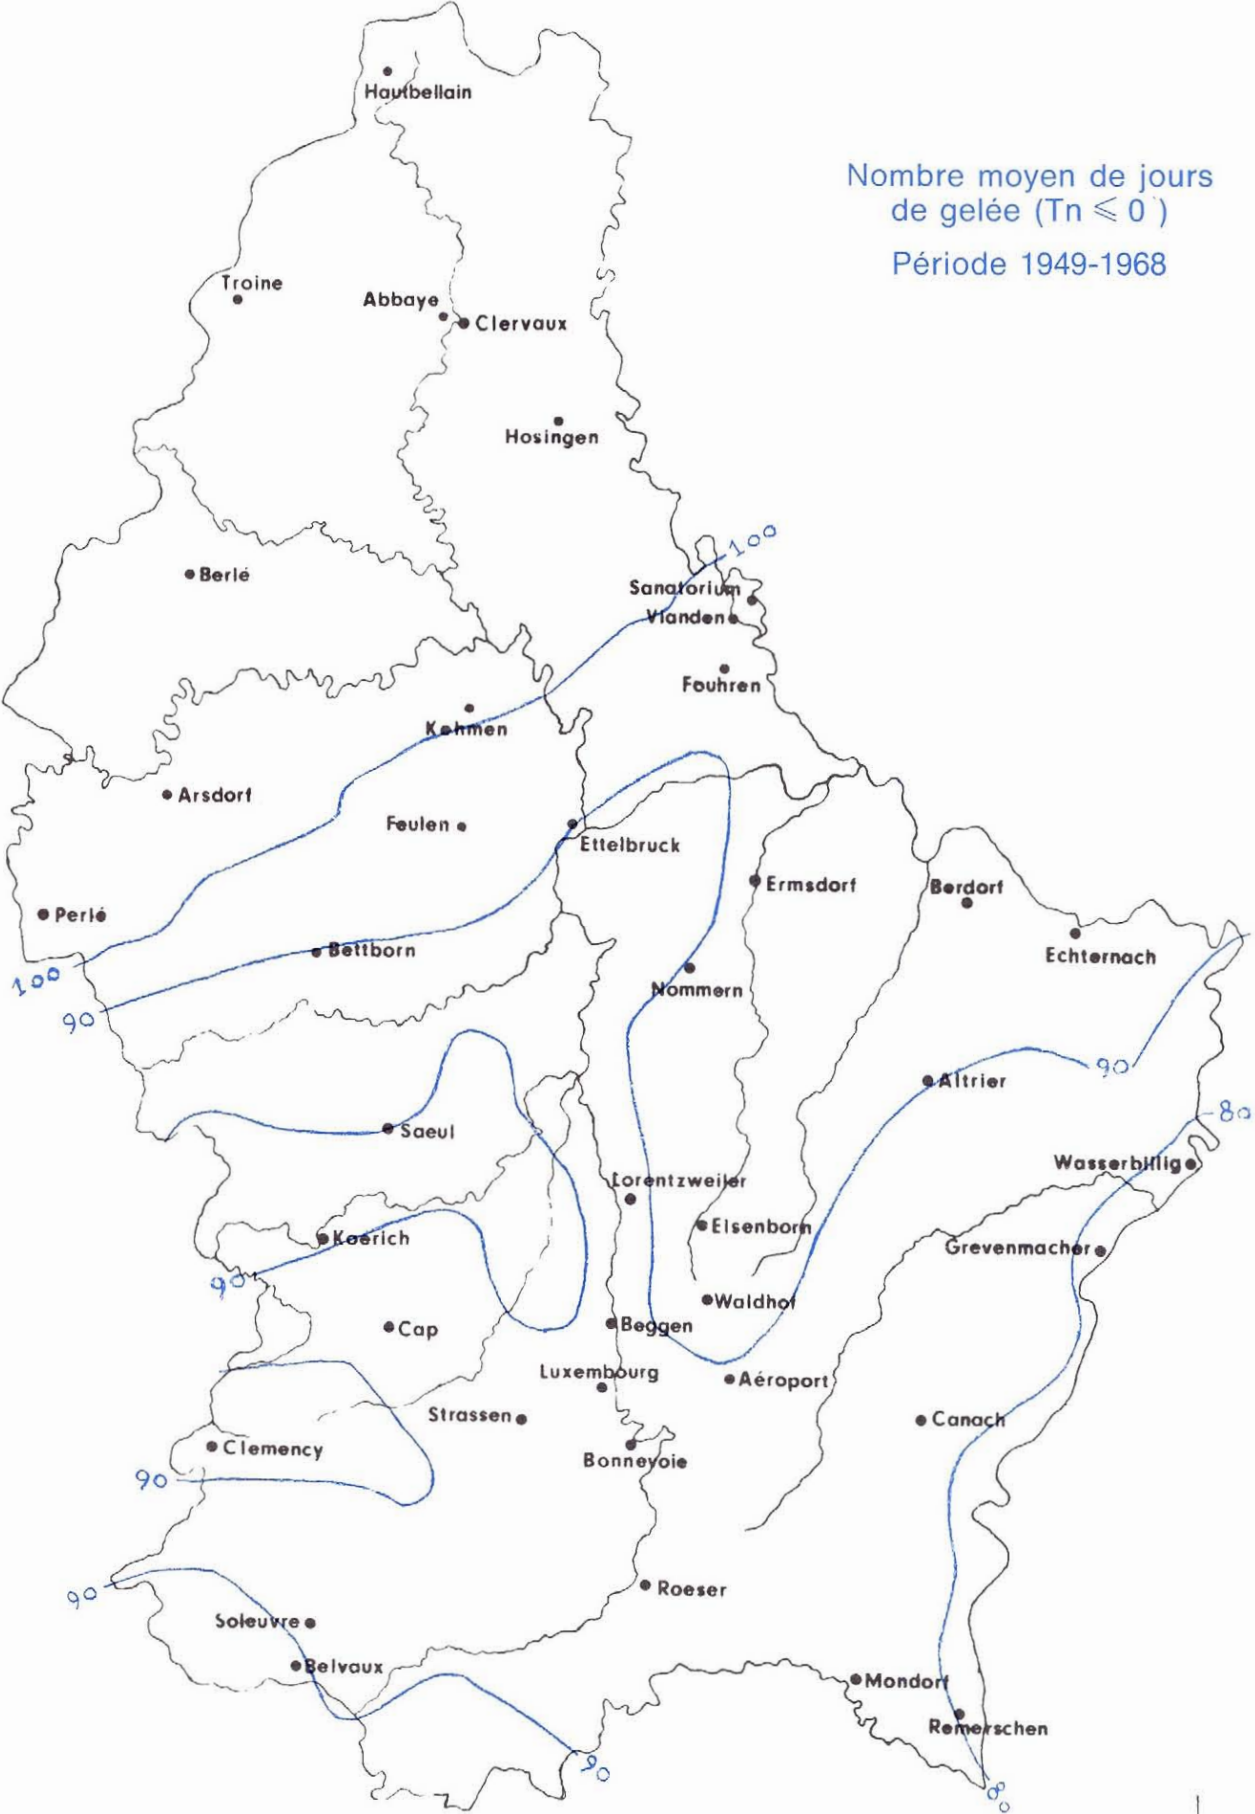 Hautbellain
Nombre moyen de jours
de gelée (Tn ⩽ 0°)
Période 1949-1968
Troine
Abbaye
Clervaux
Hosingen
100
Berlé
Sanatorium
Vianden
Fouhren
Kehmen
Arsdorf
Feulen
Ettelbruck
Ermsdorf
Berdorf
Perlé
Echternach
Bettborn
100
Nommern
90
Altrier
90
80
Saeul
Wasserbillig
Lorentzweiler
Eisenborn
Koerich
Grevenmacher
90
Waldhof
Cap
Beggen
Luxembourg
Aéroport
Strassen
Canach
Clemency
Bonnevoie
90
90
Roeser
Soleuvre
Belvaux
Mondorf
Remerschen
90
80